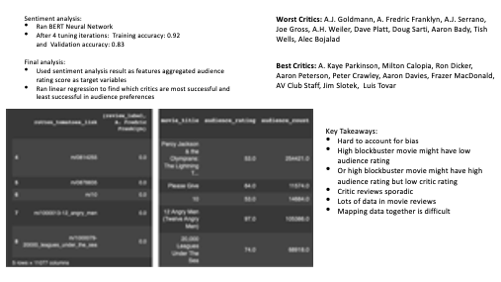 Sentiment analysis:
Ran BERT Neural Network
After 4 tuning iterations: Training accuracy: 0.92
and Validation accuracy: 0.83
Final analysis:
Used sentiment analysis result as features aggregated audience
rating score as target variables
Ran linear regression to find which critics are most successful and
least successful in audience preferences
Worst Critics: A.J. Goldmann, A. Fredric Franklyn, A.J. Serrano,
Joe Gross, A.H. Weiler, Dave Platt, Doug Sarti, Aaron Bady, Tish
Wells, Alec Bojalad
Best Critics: A. Kaye Parkinson, Milton Calopia, Ron Dicker,
Aaron Peterson, Peter Crawley, Aaron Davies, Frazer MacDonald,
AV Club Staff, Jim Slotek, Luis Tovar
rotten_tomatoes_link
(review_label,
A. Fredric
Franklyn)
4 m/0814255 0.0
5 m/0878835 0.0
6 m/10 0.0
7 m/1000013-12_angry_men 0.0
8 m/1000079-
20000_leagues_under_the_sea 0.0
5 rows × 11077 columns
movie_title audience_rating audience_count
Percy Jackson
& the
Olympians:
The Lightning
T... 53.0
Please Give 64.0 11574.0
10 53.0
12 Angry Men
(Twelve Angry
Men) 97.0
20,000
Leagues
Under The
Sea 74.0
Key Takeaways:
Hard to account for bias
High blockbuster movie might have low
audience rating
Or high blockbuster movie might have high
audience rating but low critic rating
Critic reviews sporadic
Lots of data in movie reviews
Mapping data together is difficult